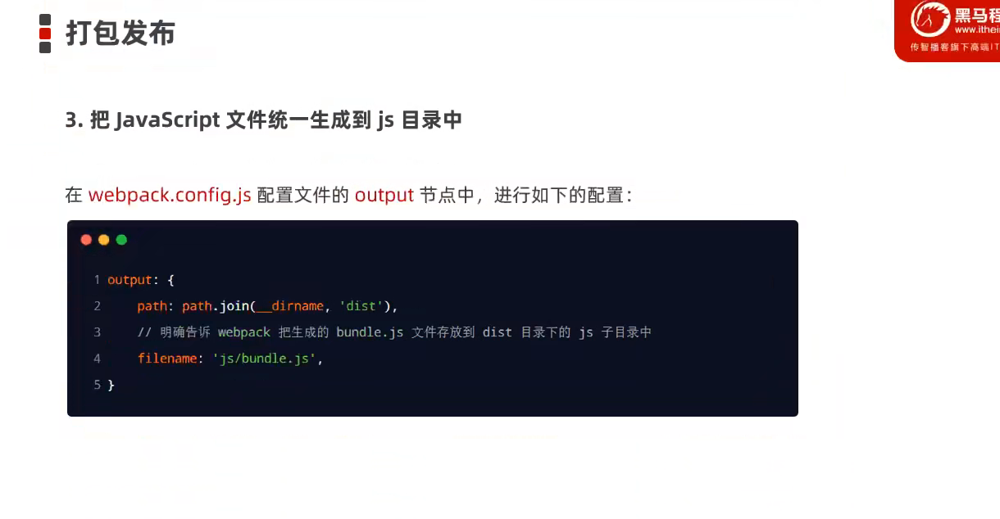 打包发布
黑马程
www.ithei
传智播客旗下高端IT
3. 把 JavaScript 文件统一生成到 js 目录中
在 webpack.config.js 配置文件的 output 节点中，进行如下的配置：
1 output: {
2     path: path.join(__dirname, 'dist'),
3     // 明确告诉 webpack 把生成的 bundle.js 文件存放到 dist 目录下的 js 子目录中
4     filename: 'js/bundle.js',
5 }